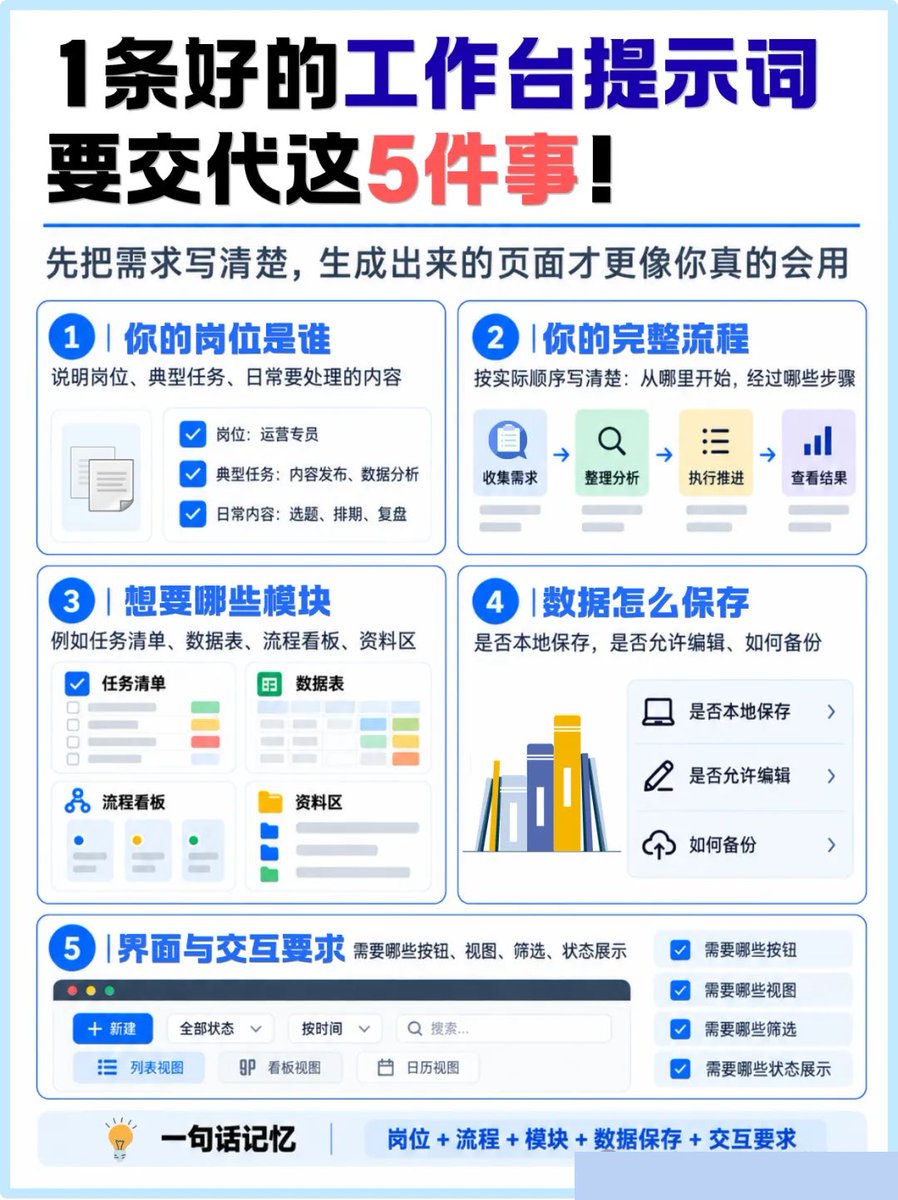 1条好的工作台提示词
要交代这5件事！
先把需求写清楚，生成出来的页面才更像你真的会用
1 | 你的岗位是谁
说明岗位、典型任务、日常要处理的内容
岗位：运营专员
典型任务：内容发布、数据分析
日常内容：选题、排期、复盘
2 | 你的完整流程
按实际顺序写清楚：从哪里开始，经过哪些步骤
收集需求
整理分析
执行推进
查看结果
3 | 想要哪些模块
例如任务清单、数据表、流程看板、资料区
任务清单
数据表
流程看板
资料区
4 | 数据怎么保存
是否本地保存，是否允许编辑、如何备份
是否本地保存
是否允许编辑
如何备份
5 | 界面与交互要求 需要哪些按钮、视图、筛选、状态展示
+ 新建
全部状态
按时间
搜索...
列表视图
看板视图
日历视图
需要哪些按钮
需要哪些视图
需要哪些筛选
需要哪些状态展示
一句话记忆
岗位 + 流程 + 模块 + 数据保存 + 交互要求